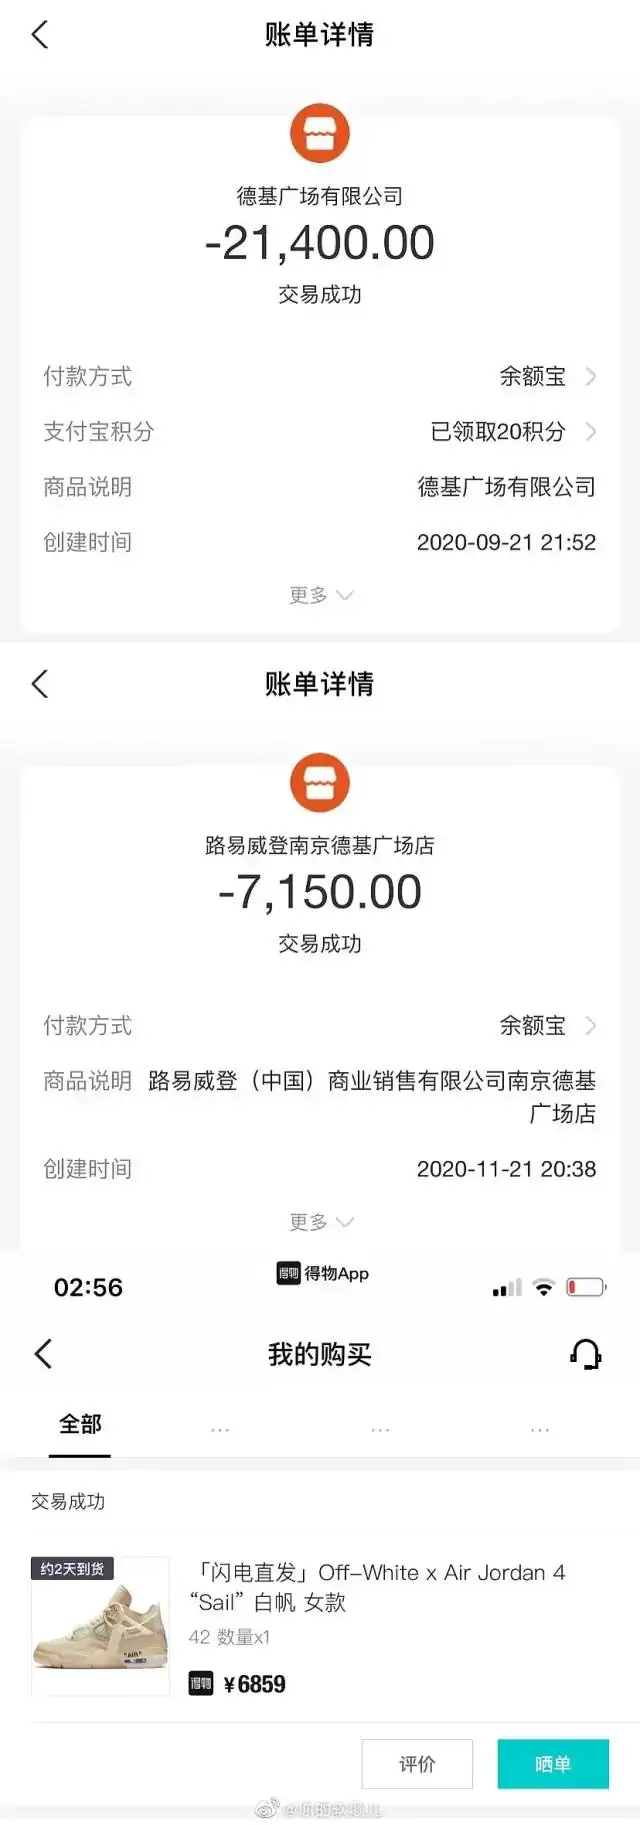 账单详情
德基广场有限公司
-21,400.00
交易成功
付款方式 余额宝
支付宝积分 已领取20积分
商品说明 德基广场有限公司
创建时间 2020-09-21 21:52
更多
账单详情
路易威登南京德基广场店
-7,150.00
交易成功
付款方式 余额宝
商品说明 路易威登（中国）商业销售有限公司南京德基
广场店
创建时间 2020-11-21 20:38
更多
02:56 得物 得物App
我的购买
全部 ... ... ...
交易成功
约2天到货
「闪电直发」Off-White x Air Jordan 4
“Sail” 白帆 女款
"AIR"
42 数量x1
得物 ¥6859
评价 晒单